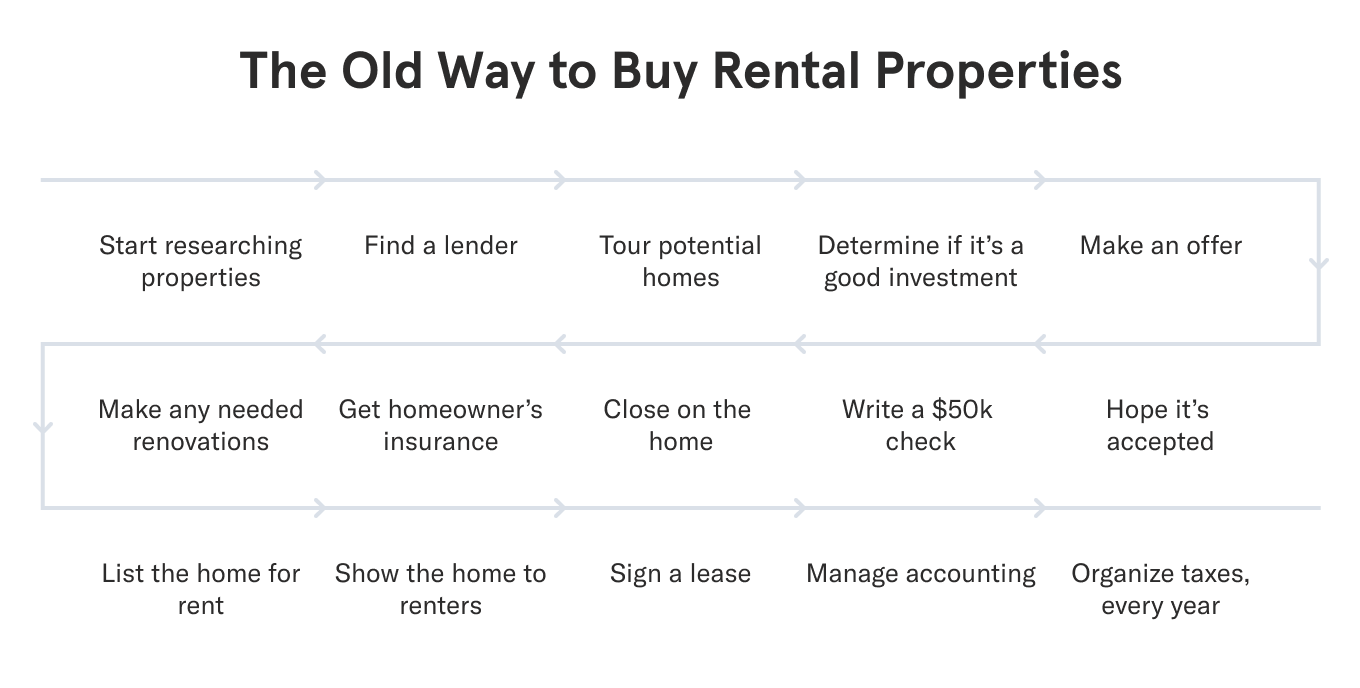 The Old Way to Buy Rental Properties
Start researching
properties
Find a lender
Tour potential
homes
Determine if it’s a
good investment
Make an offer
Hope it’s
accepted
Write a $50k
check
Close on the
home
Get homeowner’s
insurance
Make any needed
renovations
List the home for
rent
Show the home to
renters
Sign a lease
Manage accounting
Organize taxes,
every year